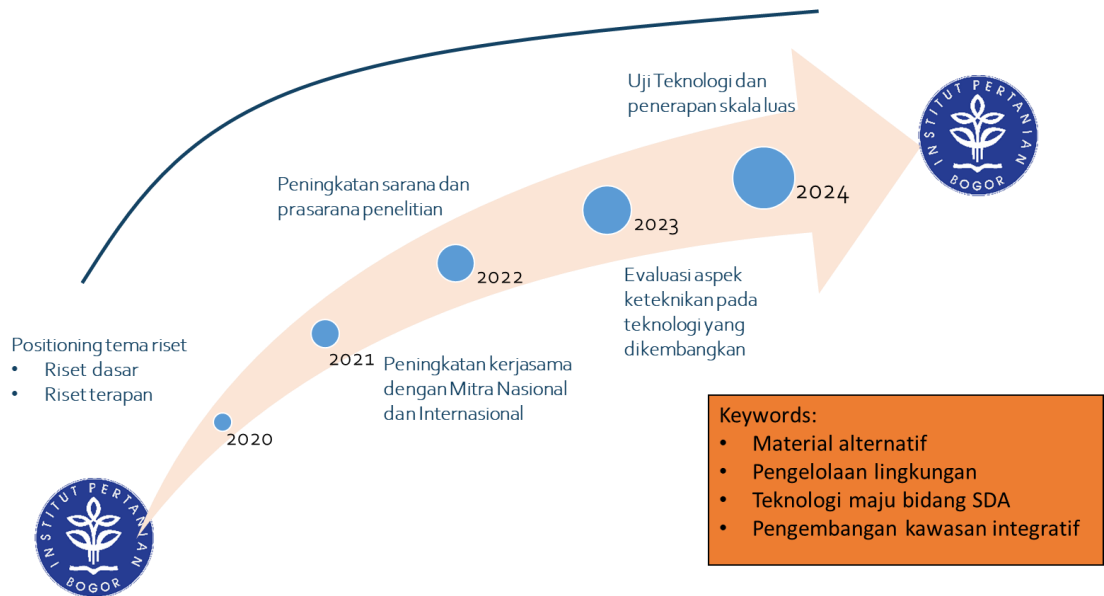 Uji Teknologi dan
penerapan skala luas
INSTITUT PERTANIAN
BOGOR
2024
Peningkatan sarana dan
prasarana penelitian
2023
2022
Evaluasi aspek
keteknikan pada
teknologi yang
dikembangkan
Positioning tema riset
• Riset dasar
• Riset terapan
2021
Peningkatan kerjasama
dengan Mitra Nasional
dan Internasional
2020
Keywords:
• Material alternatif
• Pengelolaan lingkungan
• Teknologi maju bidang SDA
• Pengembangan kawasan integratif
INSTITUT PERTANIAN
BOGOR